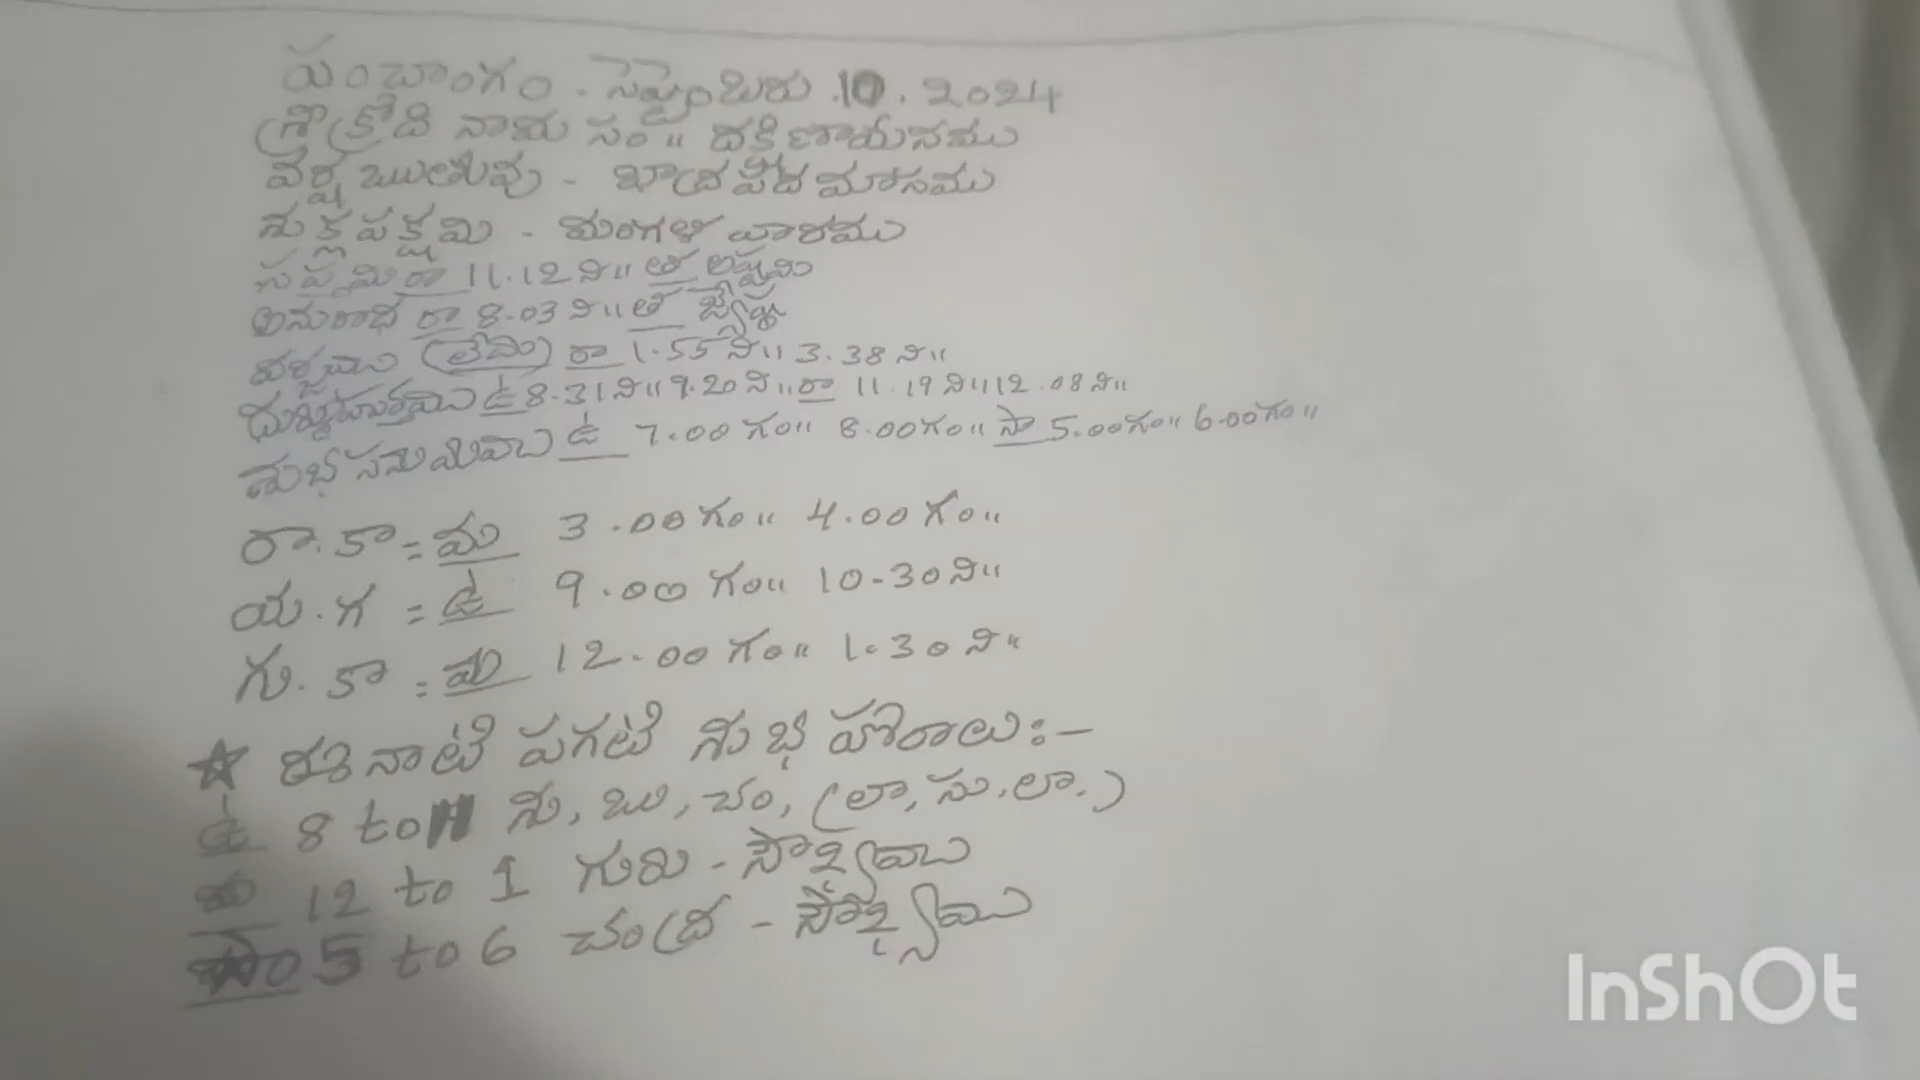 పంచాంగం - సెప్టెంబురు .10. 2024
శ్రీ క్రోది నామ సం॥ దక్షిణాయనము
వర్ష ఋతువు - భాద్రపద మాసము
శుక్లపక్షమి - మంగళ వారము
సప్తమి రా 11.12 ని॥ త అష్టమి
అనురాధ రా 8.03 ని॥ త జ్యేష్ఠ
వర్జ్యము (లేదు) రా 1.55 ని॥ 3.38 ని॥
దుర్ముహూర్తము ఉ 8.31 ని॥ 9.20 ని॥ రా 11.19 ని॥ 12.08 ని॥
శుభ సమయము ఉ 7.00 గం॥ 8.00 గం॥ సా 5.00 గం॥ 6.00 గం॥
రా.కా = మ 3.00 గం॥ 4.00 గం॥
య.గ = ఉ 9.00 గం॥ 10.30 ని॥
గు.కా = మ 12.00 గం॥ 1.30 ని॥
☆ ఈనాటి పగటి శుభ హోరాలు:-
ఉ 8 to 11 శు, బు, చం, (లా, సు, లా.)
మ 12 to 1 గురు - సౌఖ్యము
5 to 6 చంద్ర - సౌఖ్యము
InShOt